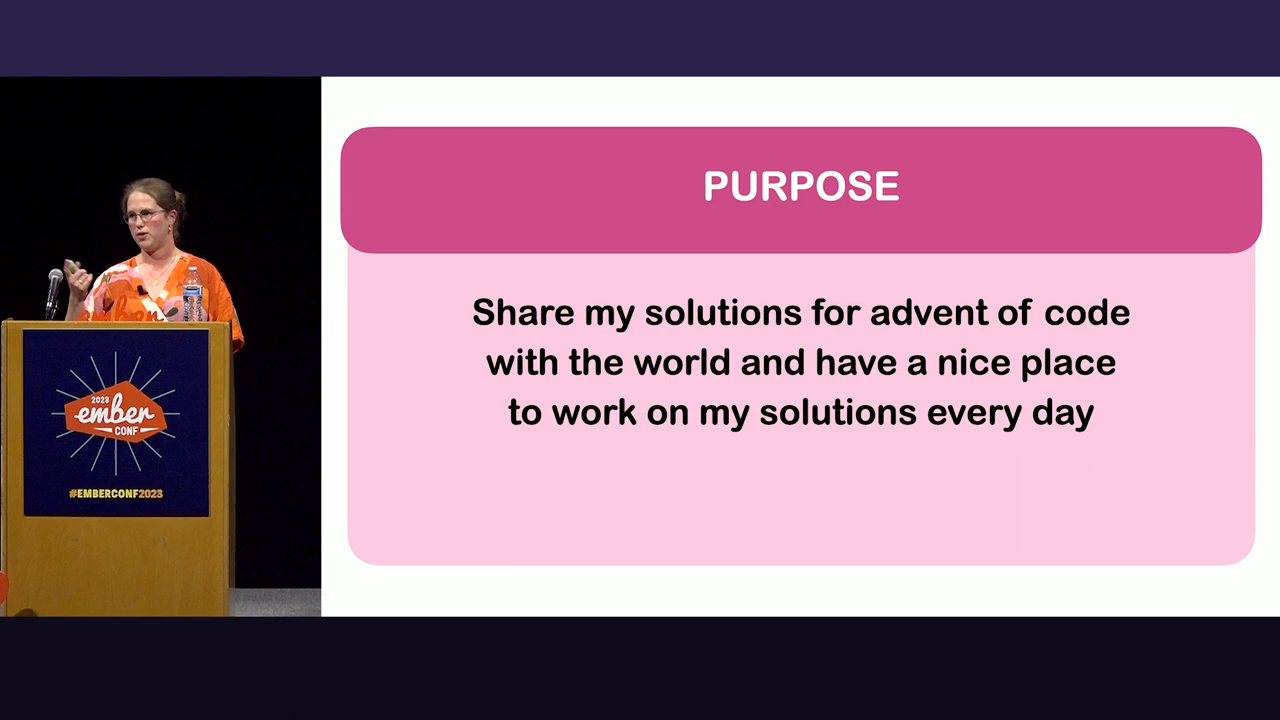 PURPOSE
Share my solutions for advent of code
with the world and have a nice place
to work on my solutions every day
ember
2023
ember
CONF
#EMBERCONF2023